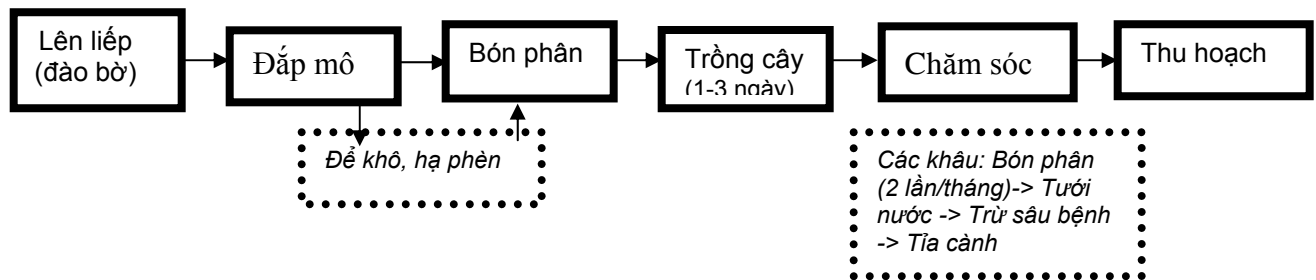 Lên liếp
(đào bờ)
Đắp mô
Bón phân
Trồng cây
(1-3 ngày)
Chăm sóc
Thu hoạch
Để khô, hạ phèn
Các khâu: Bón phân
(2 lần/tháng)-> Tưới
nước -> Trừ sâu bệnh
-> Tỉa cành